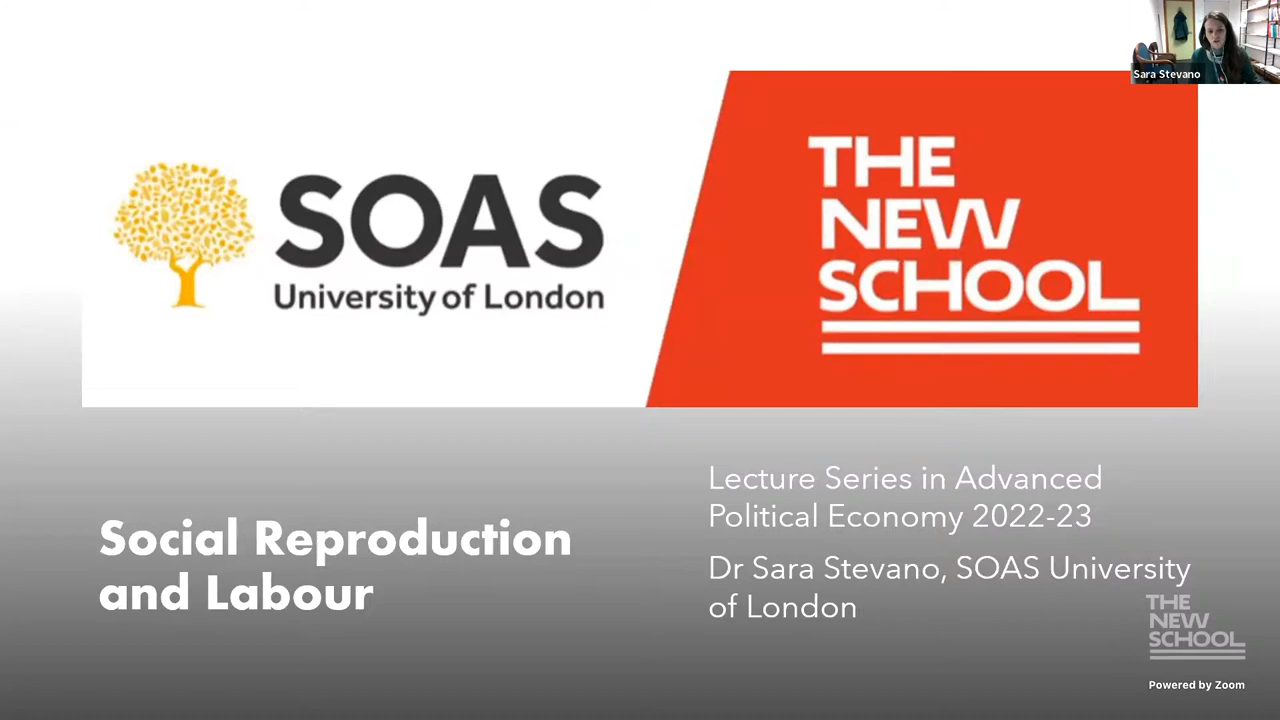 Sara Stevano
SOAS
University of London
THE
NEW
SCHOOL
Social Reproduction
and Labour
Lecture Series in Advanced
Political Economy 2022-23
Dr Sara Stevano, SOAS University
of London
THE
NEW
SCHOOL
Powered by Zoom